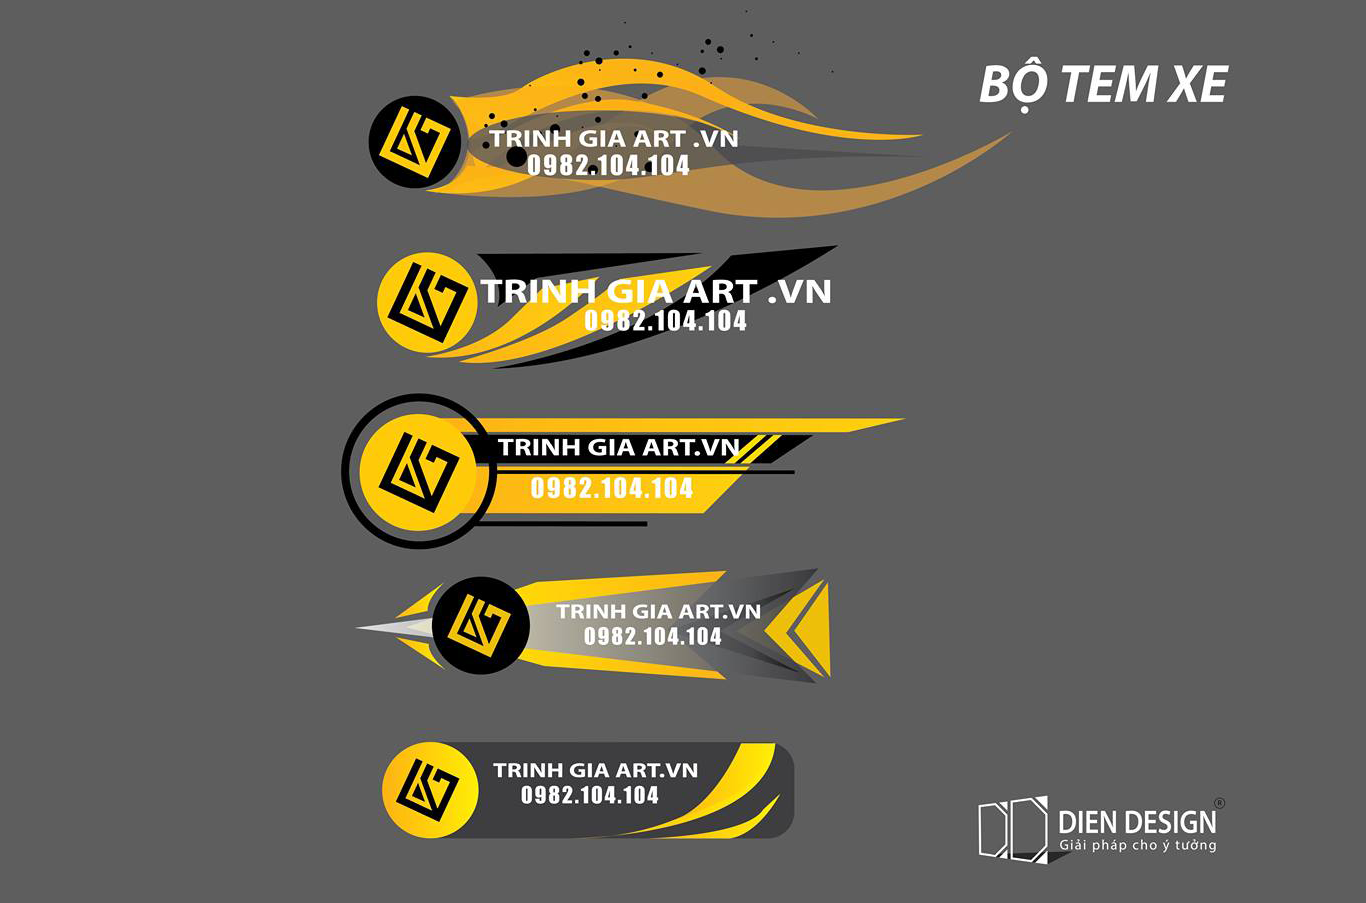 BỘ TEM XE
TRINH GIA ART .VN
0982.104.104
TRINH GIA ART .VN
0982.104.104
TRINH GIA ART.VN
0982.104.104
TRINH GIA ART.VN
0982.104.104
TRINH GIA ART.VN
0982.104.104
DIEN DESIGN ®
Giải pháp cho ý tưởng